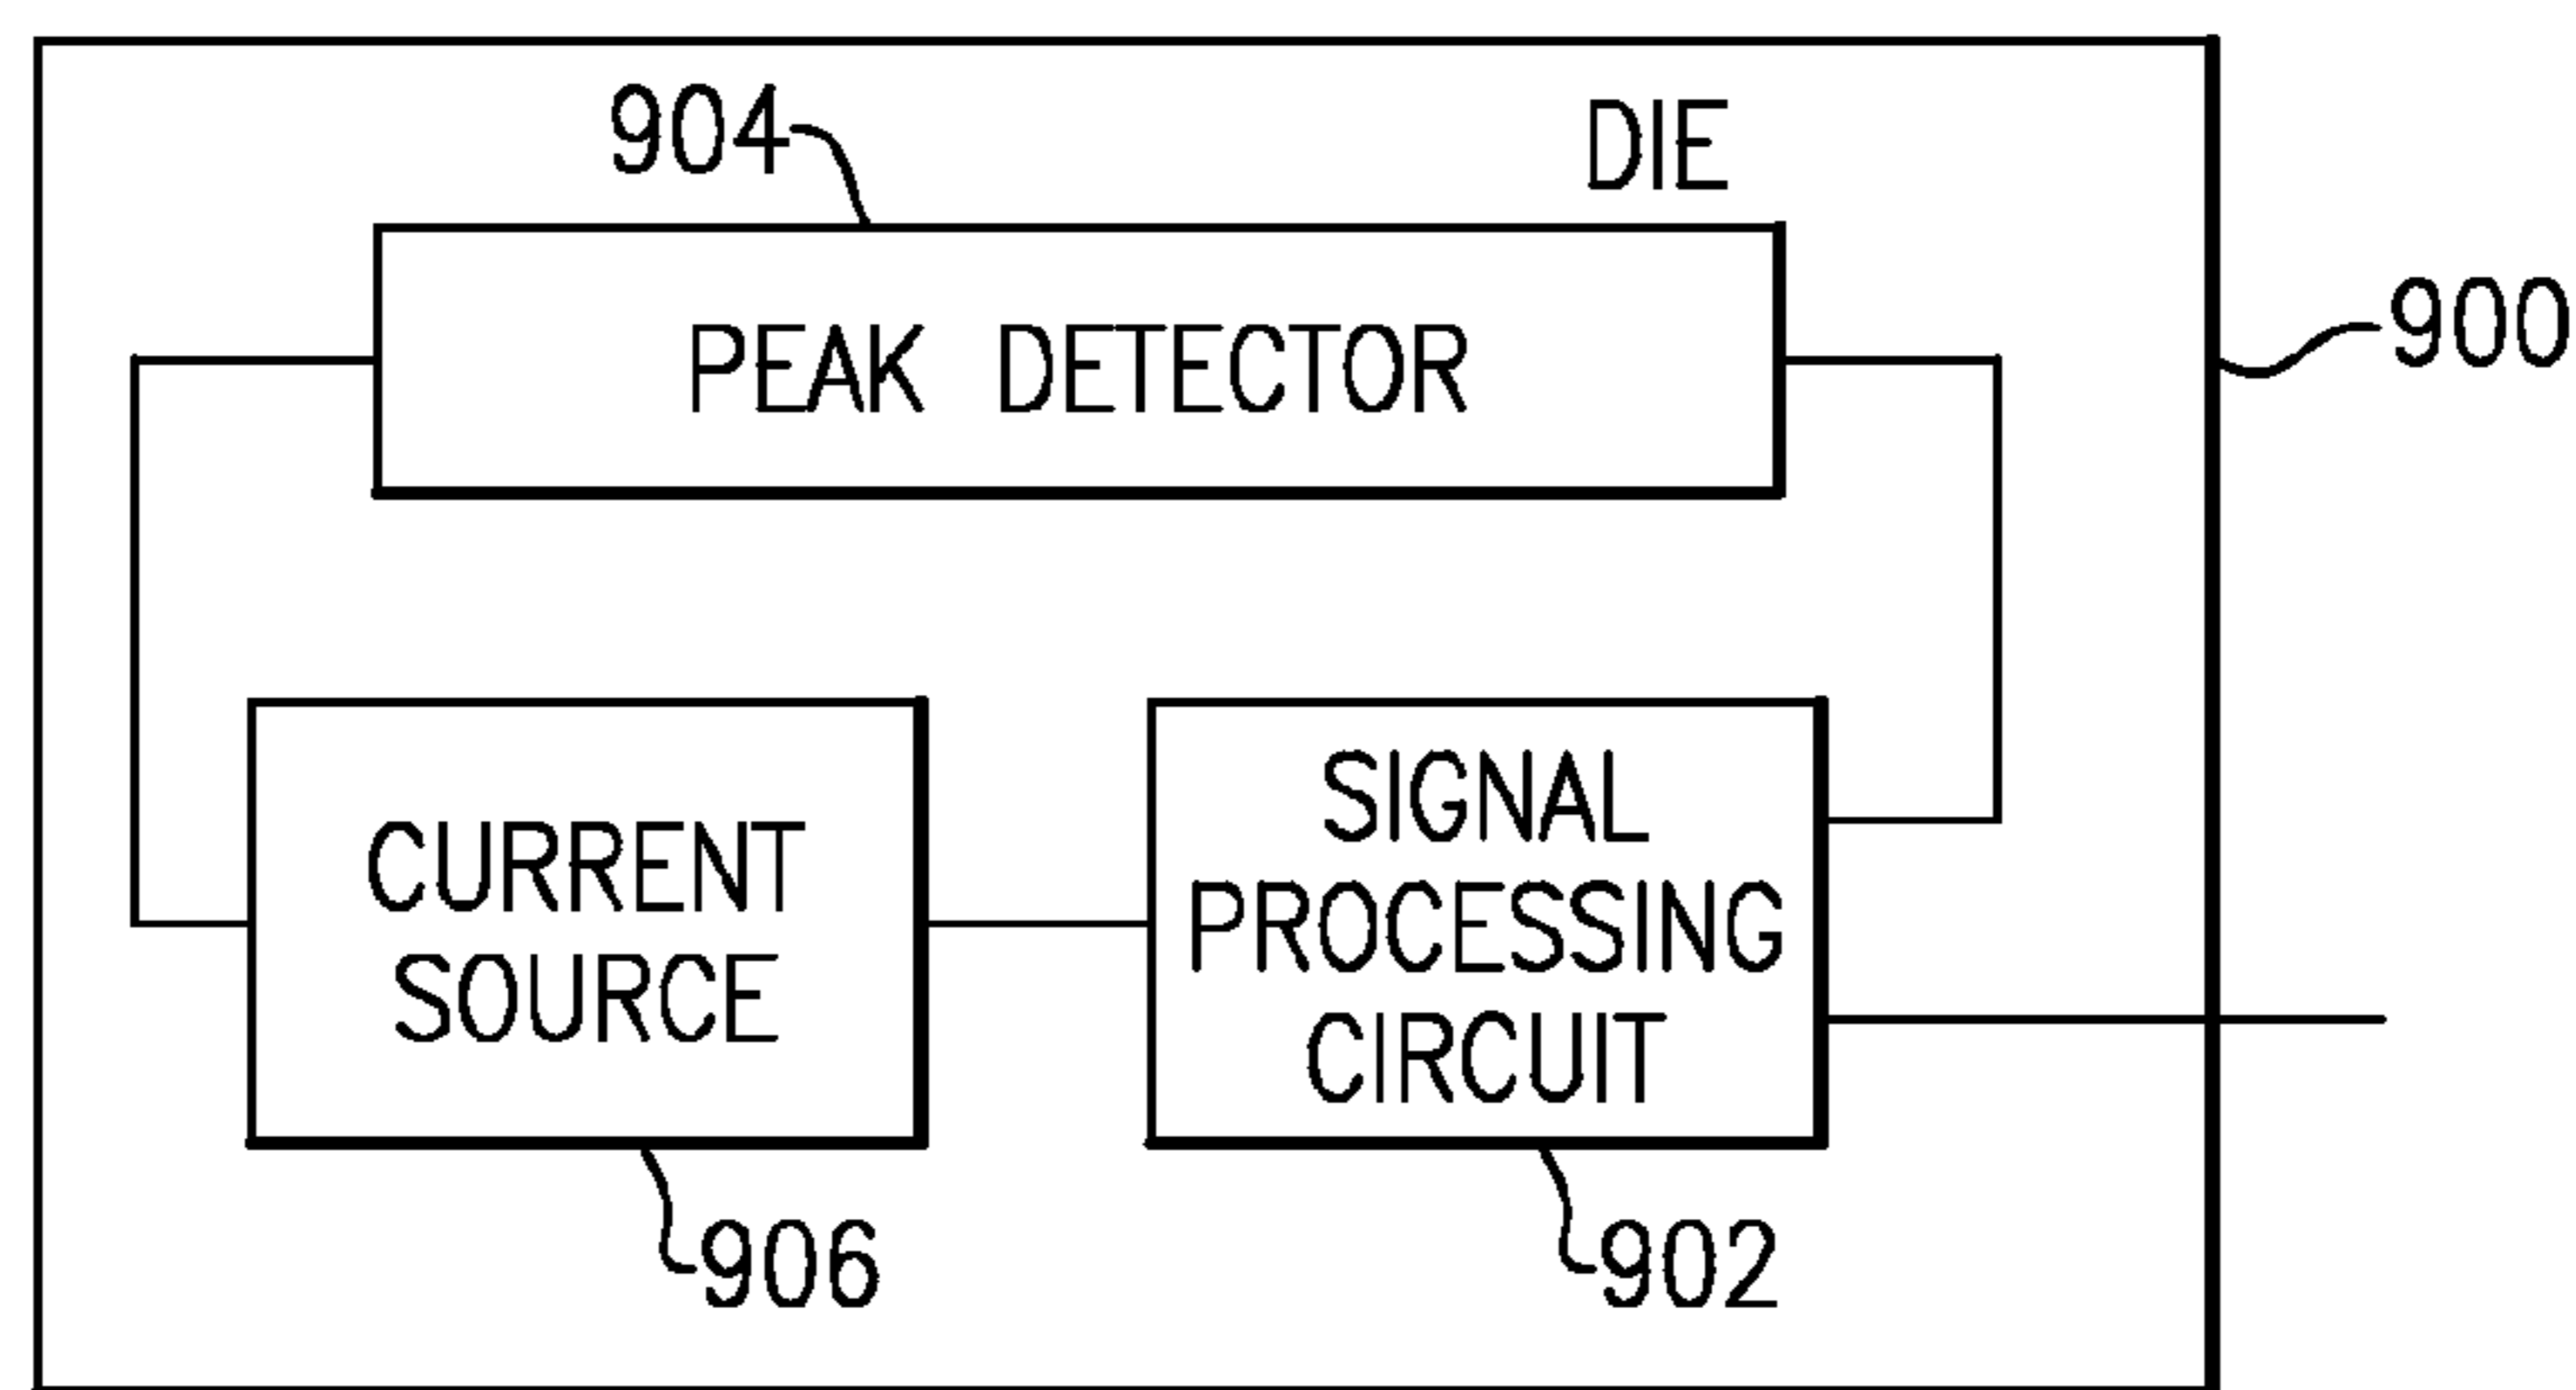 904
DIE
900
PEAK DETECTOR
CURRENT
SOURCE
SIGNAL
PROCESSING
CIRCUIT
906
902